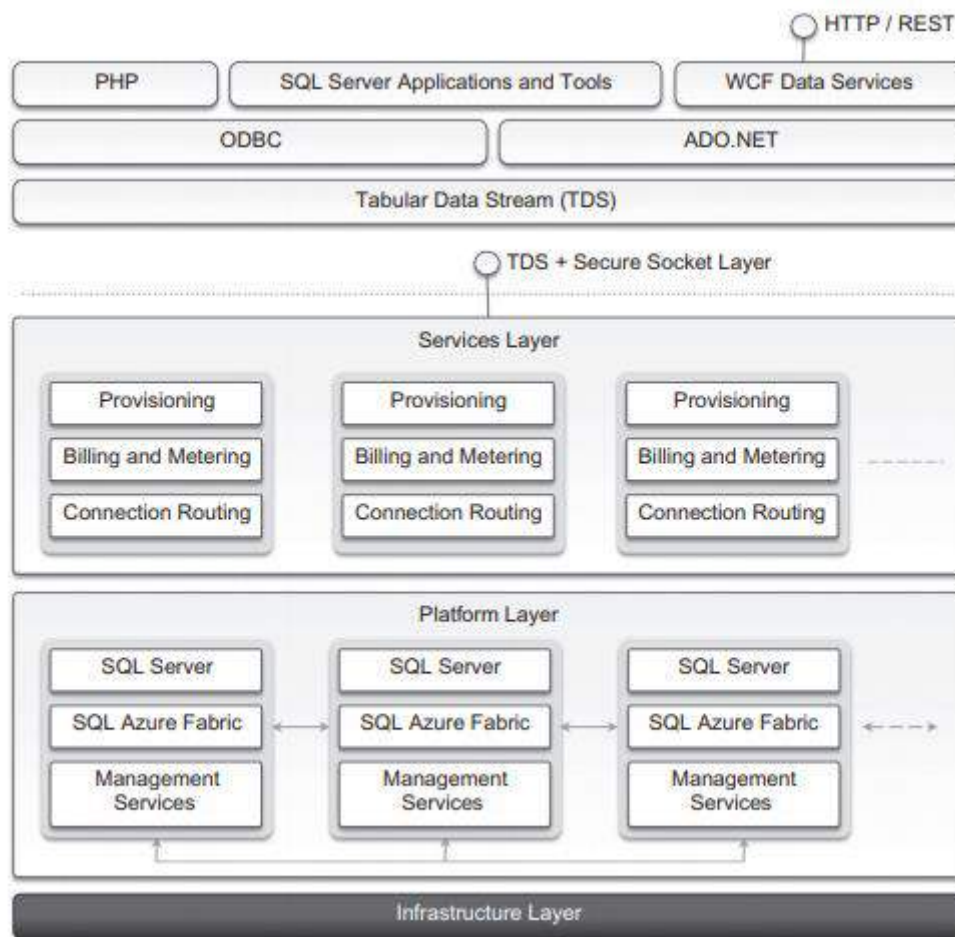 HTTP / REST
PHP
SQL Server Applications and Tools
WCF Data Services
ODBC
ADO.NET
Tabular Data Stream (TDS)
TDS + Secure Socket Layer
Services Layer
Provisioning
Provisioning
Provisioning
Billing and Metering
Billing and Metering
Billing and Metering
Connection Routing
Connection Routing
Connection Routing
Platform Layer
SQL Server
SQL Server
SQL Server
SQL Azure Fabric
SQL Azure Fabric
SQL Azure Fabric
Management
Services
Management
Services
Management
Services
Infrastructure Layer